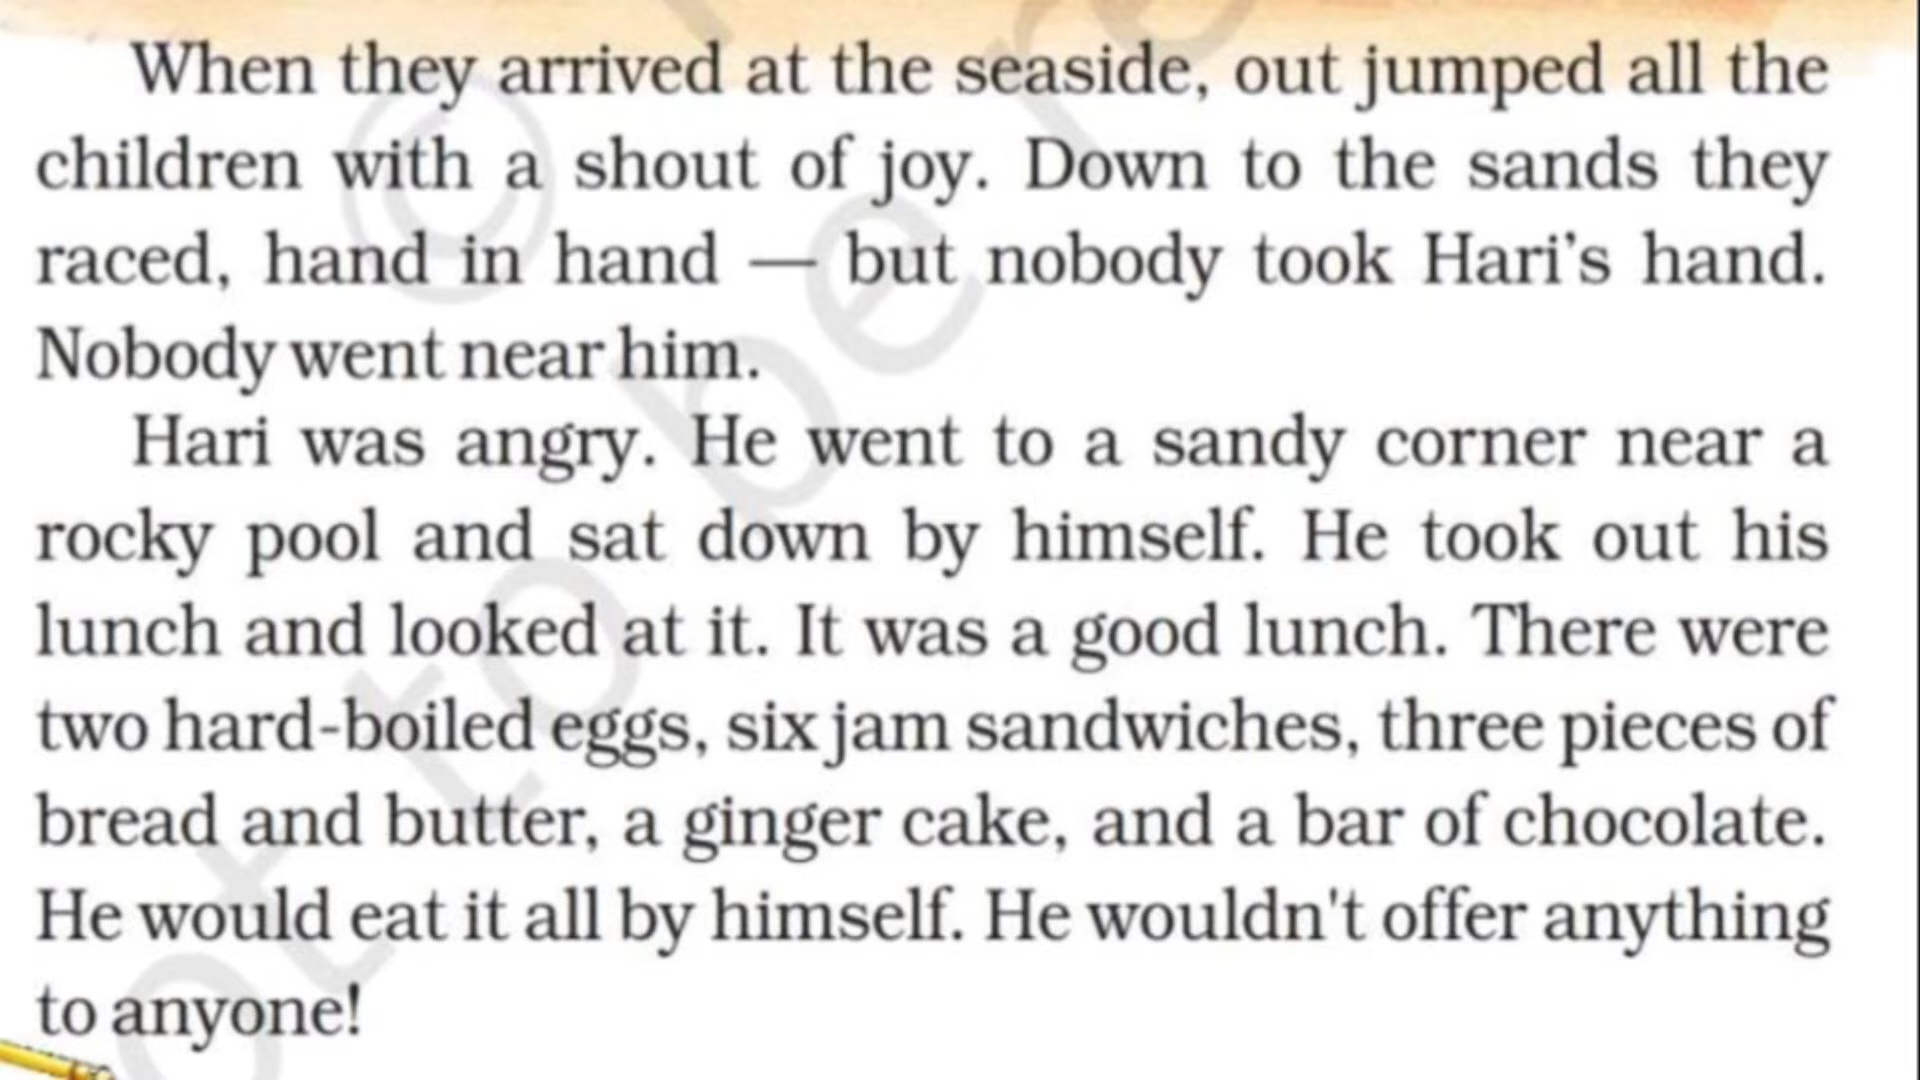 When they arrived at the seaside, out jumped all the
children with a shout of joy. Down to the sands they
raced, hand in hand — but nobody took Hari’s hand.
Nobody went near him.
Hari was angry. He went to a sandy corner near a
rocky pool and sat down by himself. He took out his
lunch and looked at it. It was a good lunch. There were
two hard-boiled eggs, six jam sandwiches, three pieces of
bread and butter, a ginger cake, and a bar of chocolate.
He would eat it all by himself. He wouldn't offer anything
to anyone!
©
not to be re